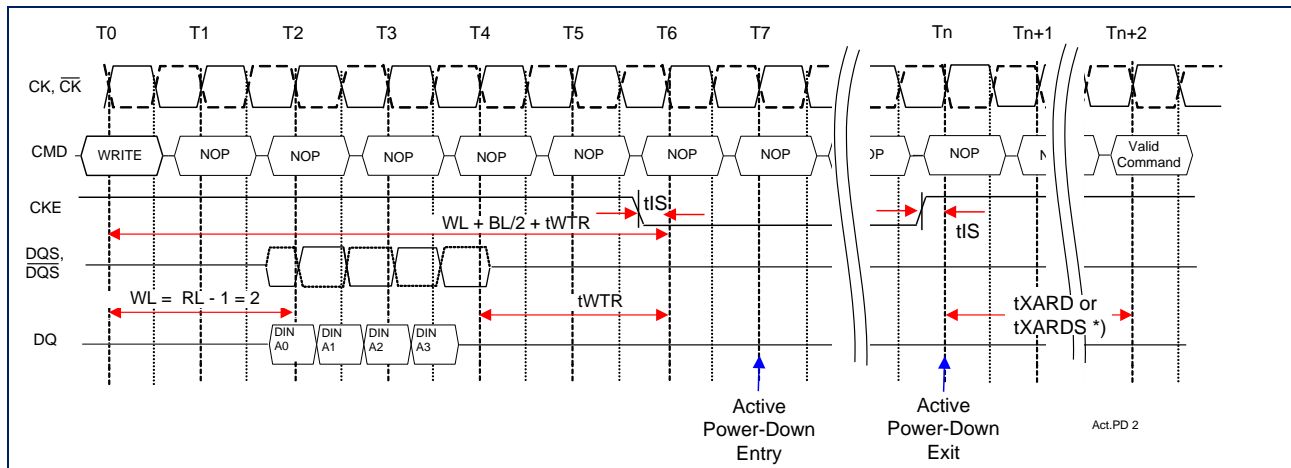 T0 T1 T2 T3 T4 T5 T6 T7 Tn Tn+1 Tn+2
CK, CK
CMD WRITE NOP NOP NOP NOP NOP NOP NOP OP NOP N Valid
Command
CKE
tIS
tIS
WL + BL/2 + tWTR
DQS,
DQS
WL = RL - 1 = 2
tWTR
tXARD or
tXARDS *)
DQ
DIN A0
DIN A1
DIN A2
DIN A3
Active
Power-Down
Entry
Active
Power-Down
Exit
Act.PD 2